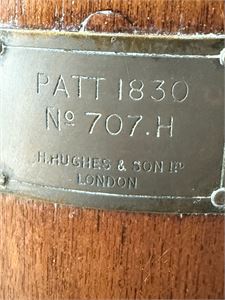 PATT 1830
Nº 707.H
H.HUGHES & SON Lᵀᴰ
LONDON